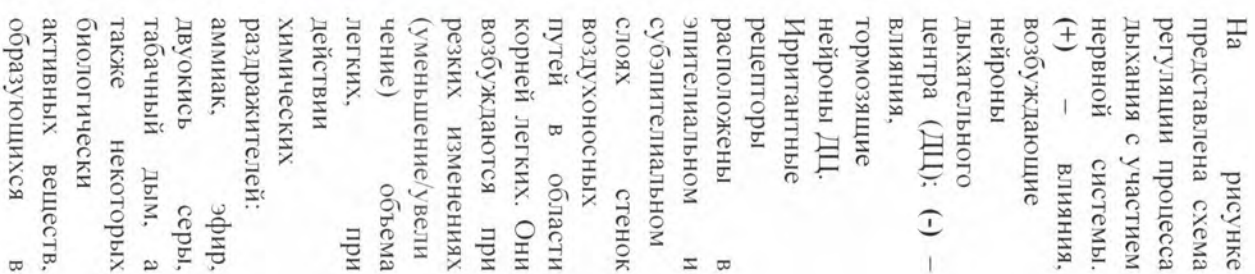 На рисунке
представлена схема
регуляции процесса
дыхания с участием
нервной системы.
(+) – влияния,
возбуждающие
нейроны
дыхательного
центра (ДЦ); (-) –
влияния,
тормозящие
нейроны ДЦ.
Ирритантные
рецепторы
расположены в
эпителиальном и
субэпителиальном
слоях стенок
воздухоносных
путей в области
корней легких. Они
возбуждаются при
резких изменениях
(уменьшение/увели
чение) объема
легких, при
действии
химических
раздражителей:
аммиак, эфир,
двуокись серы,
табачный дым, а
также некоторых
биологически
активных веществ,
образующихся в